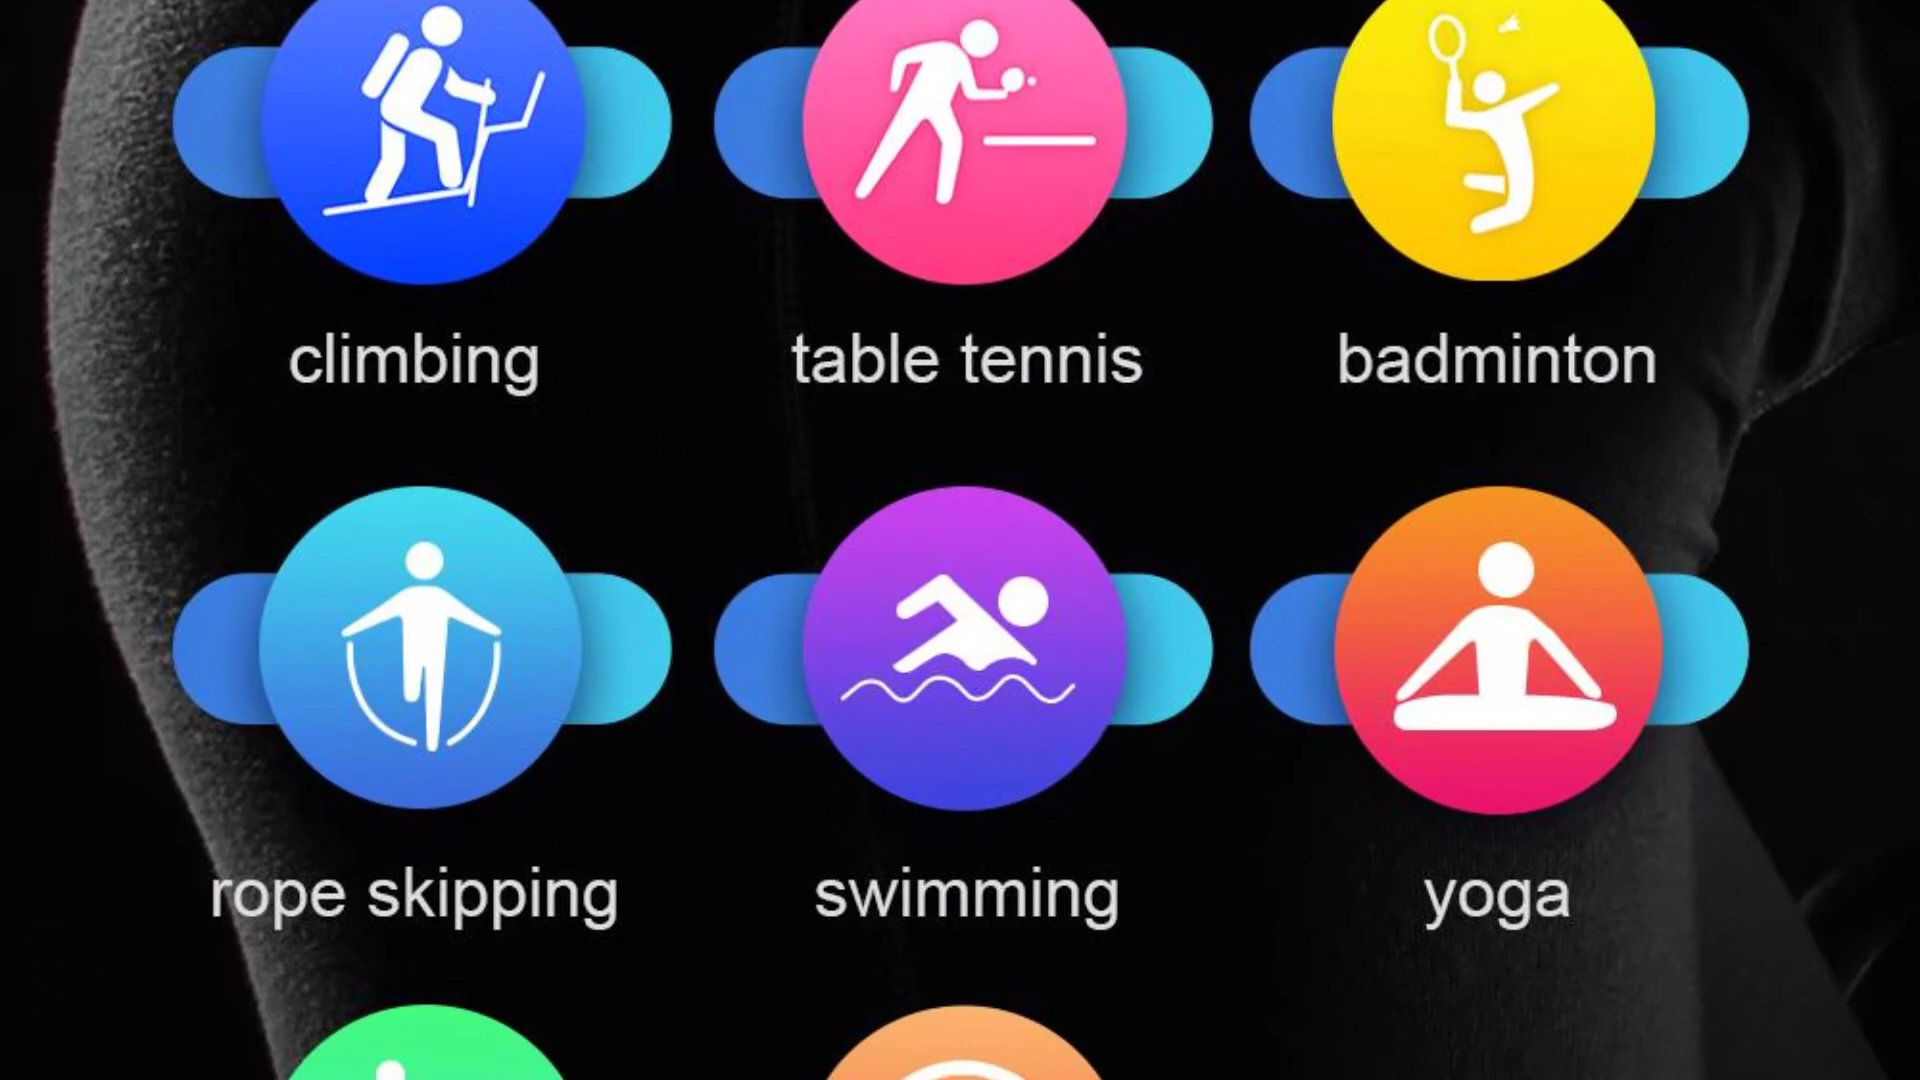 climbing
table tennis
badminton
rope skipping
swimming
yoga